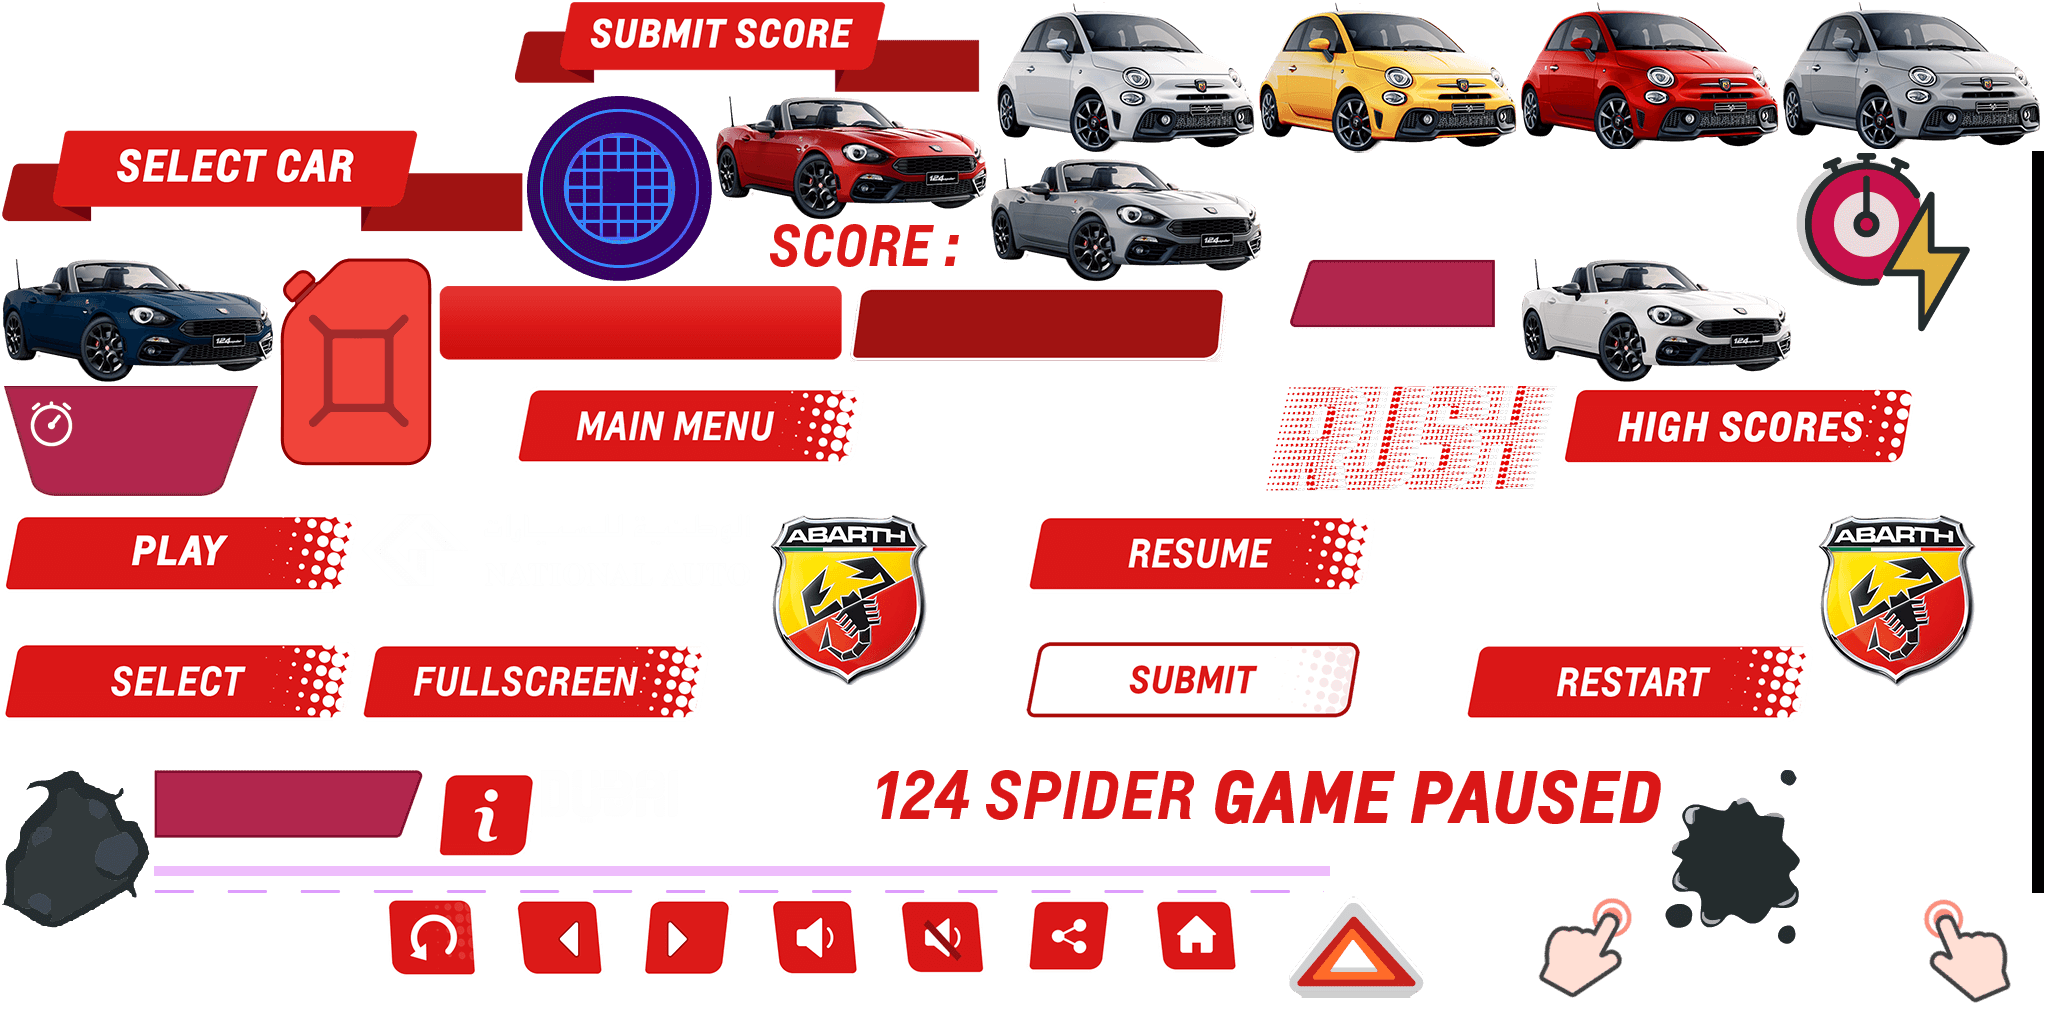 SUBMIT SCORE
SELECT CAR
SCORE :
RUSH
MAIN MENU
HIGH SCORES
PLAY
ABARTH
RESUME
ABARTH
SELECT
FULLSCREEN
SUBMIT
RESTART
i
124 SPIDER
GAME PAUSED